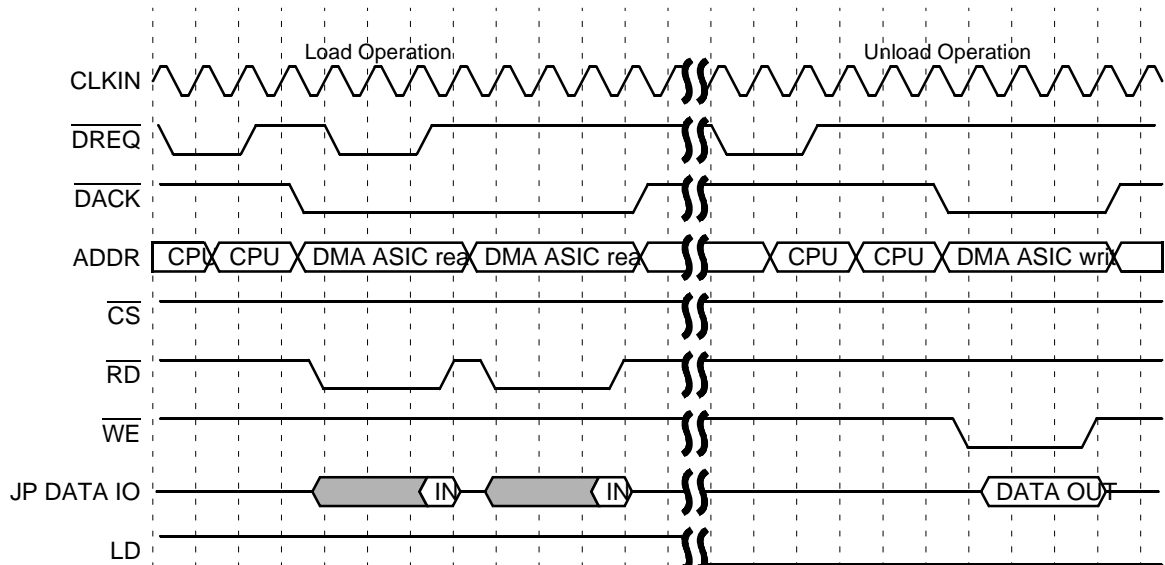 Load Operation Unload Operation
CLKIN
DREQ
DACK
ADDR CPU CPU DMA ASIC rea DMA ASIC rea CPU CPU DMA ASIC writ
CS
RD
WE
JP DATA IO IN IN DATA OUT
LD